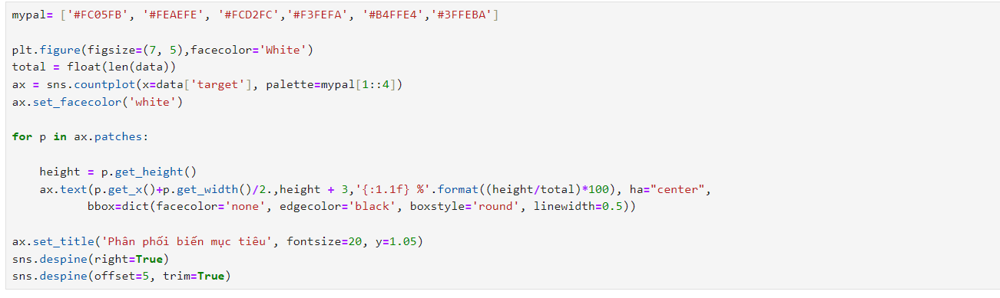 mypal= ['#FC05FB', '#FEAEFE', '#FCD2FC','#F3FEFA', '#B4FFE4','#3FFEBA']
plt.figure(figsize=(7, 5),facecolor='White')
total = float(len(data))
ax = sns.countplot(x=data['target'], palette=mypal[1::4])
ax.set_facecolor('white')
for p in ax.patches:
    height = p.get_height()
    ax.text(p.get_x()+p.get_width()/2.,height + 3,'{:1.1f} %'.format((height/total)*100), ha="center",
           bbox=dict(facecolor='none', edgecolor='black', boxstyle='round', linewidth=0.5))
ax.set_title('Phân phối biến mục tiêu', fontsize=20, y=1.05)
sns.despine(right=True)
sns.despine(offset=5, trim=True)